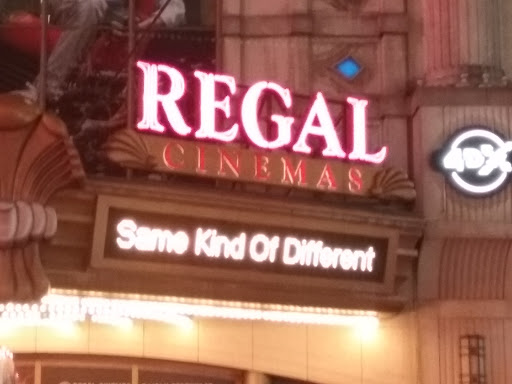 REGAL
CINEMAS
4DX
Same Kind Of Different